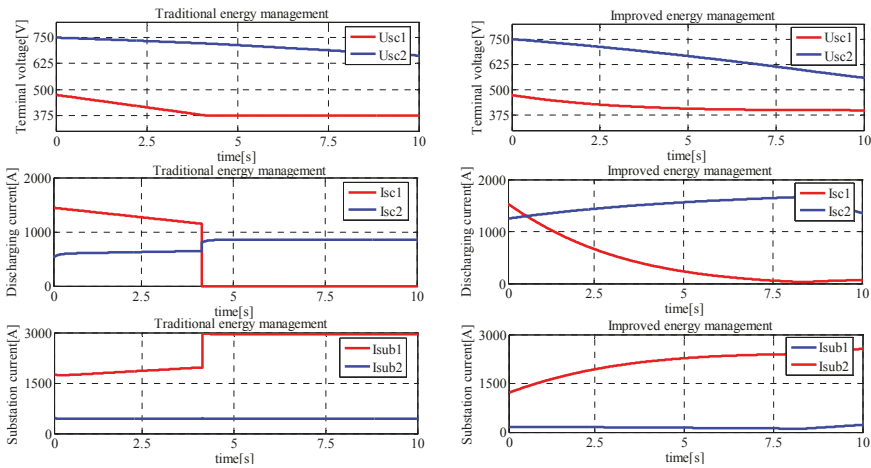 Traditional energy management
Terminal voltage[V]
750
625
500
375
Usc1
Usc2
0
2.5
5
7.5
10
time[s]
Improved energy management
Terminal voltage[V]
750
625
500
375
Usc1
Usc2
0
2.5
5
7.5
10
time[s]
Traditional energy management
Discharging current[A]
2000
1000
0
Isc1
Isc2
0
2.5
5
7.5
10
time[s]
Improved energy management
Discharging current[A]
2000
1000
0
Isc1
Isc2
0
2.5
5
7.5
10
time[s]
Traditional energy management
Substation current[A]
3000
1500
0
Isub1
Isub2
0
2.5
5
7.5
10
time[s]
Improved energy management
Substation current[A]
3000
1500
0
Isub1
Isub2
0
2.5
5
7.5
10
time[s]